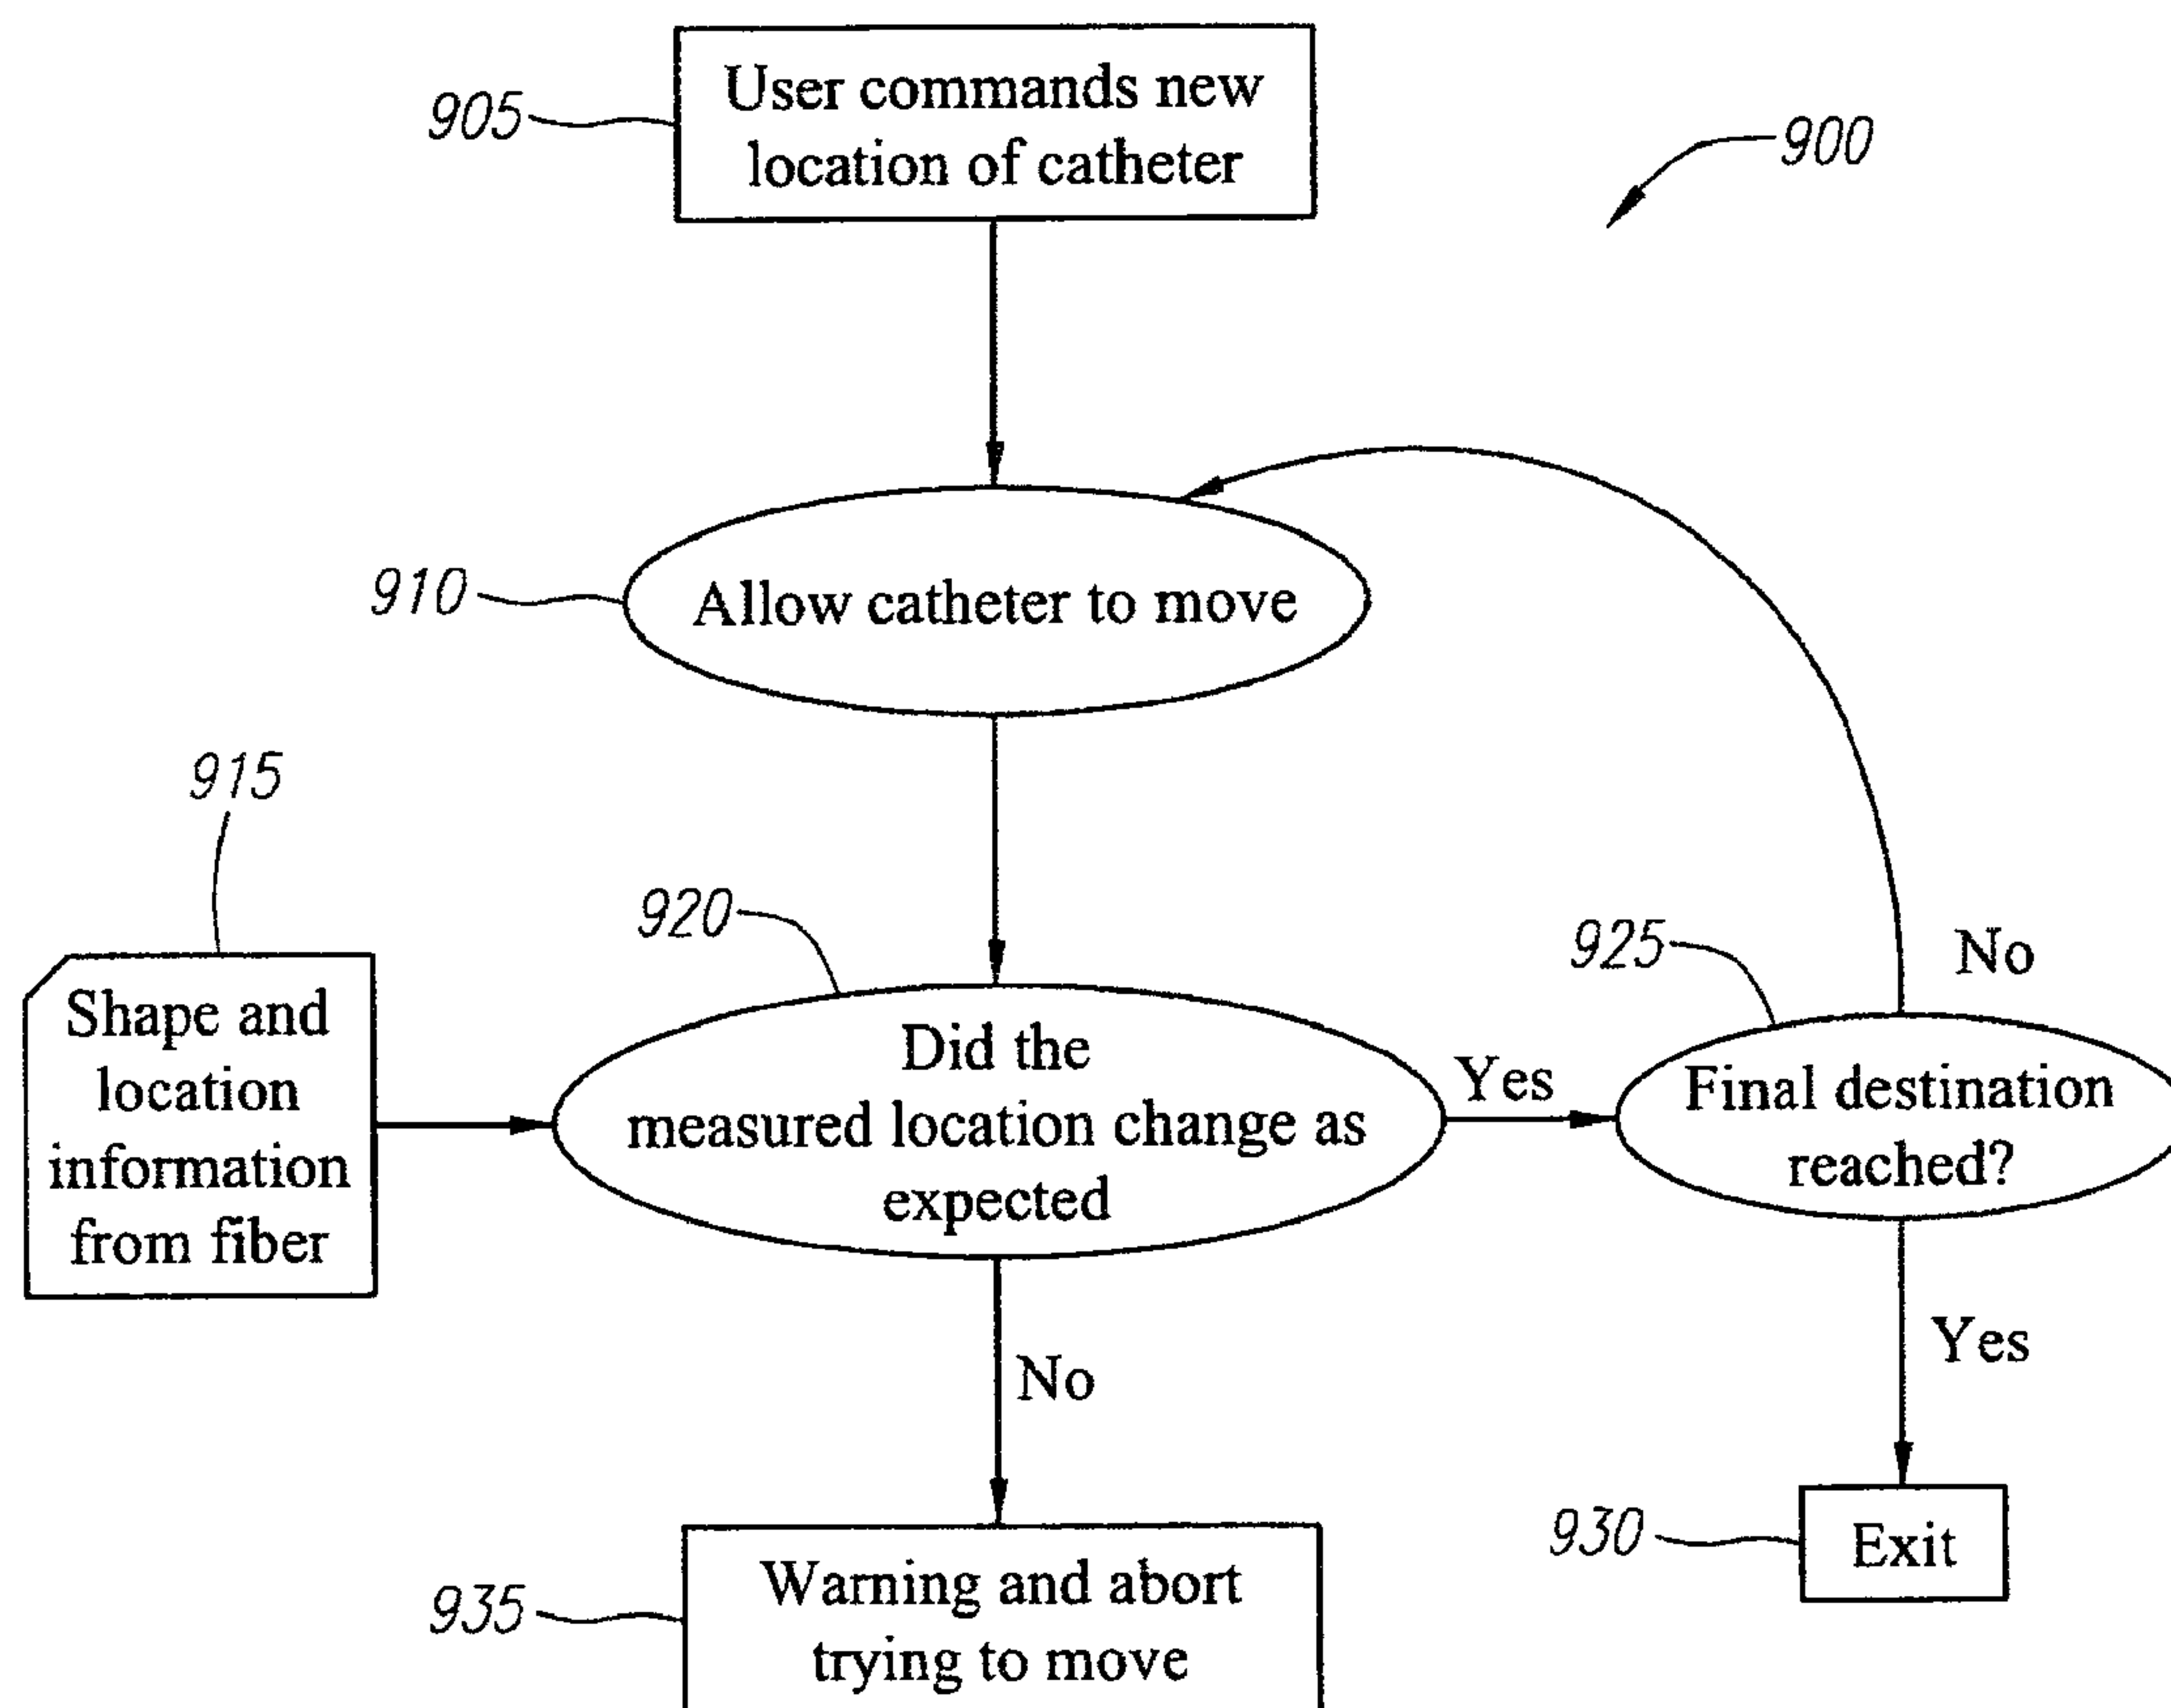 User commands new
location of catheter
905
900
910
Allow catheter to move
915
920
925
No
Shape and
location
information
from fiber
Did the
measured location change as
expected
Yes
Final destination
reached?
No
Yes
930
Exit
935
Warning and abort
trying to move